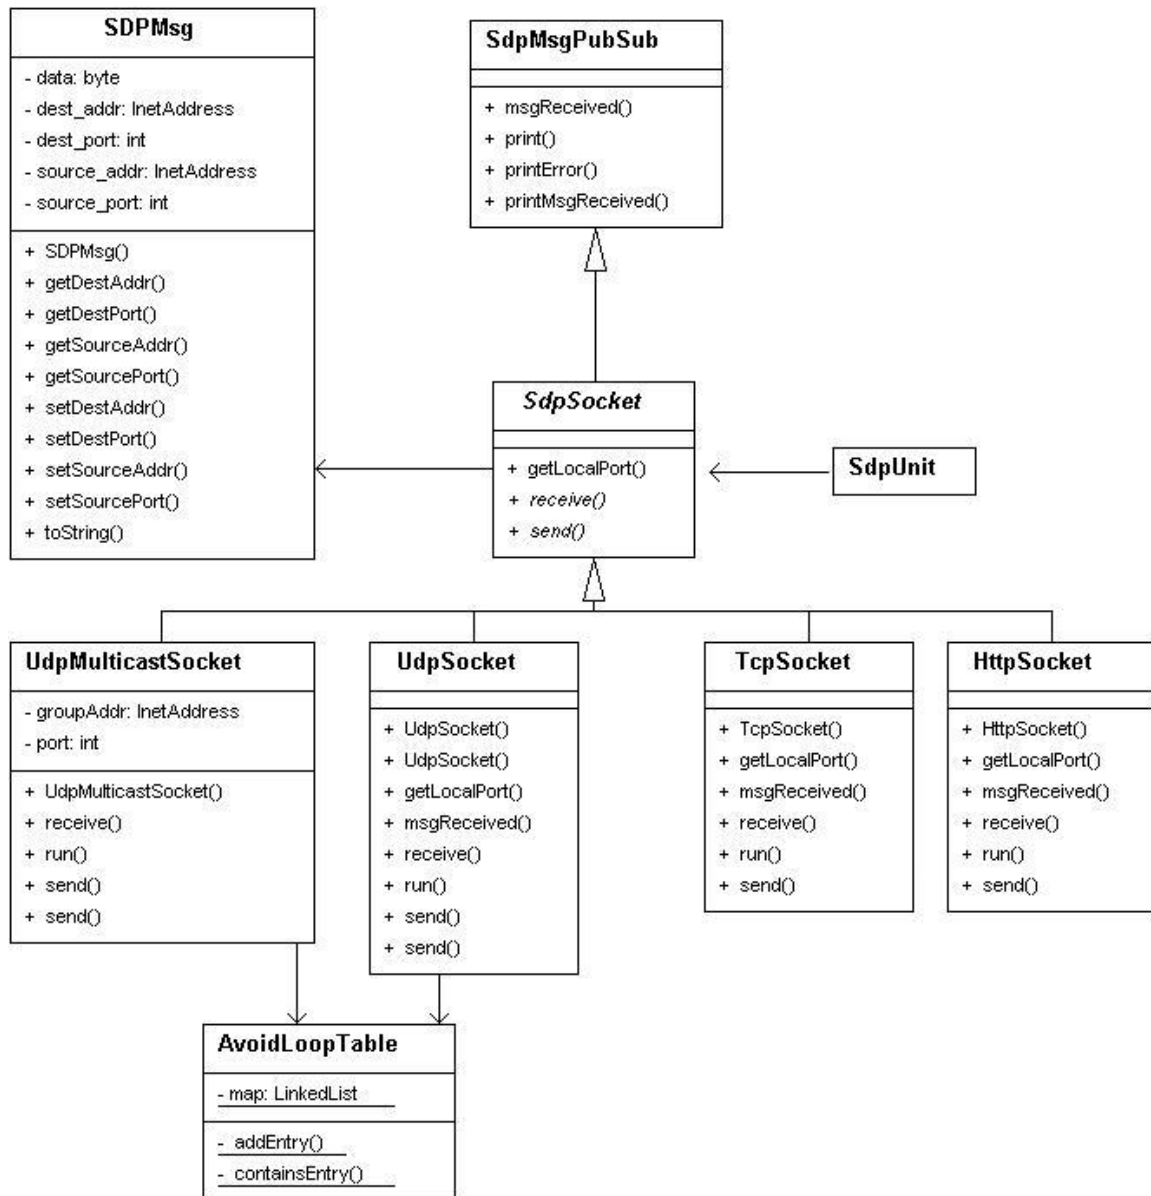 SDPMsg
- data: byte
- dest_addr: InetAddress
- dest_port: int
- source_addr: InetAddress
- source_port: int
+ SDPMsg()
+ getDestAddr()
+ getDestPort()
+ getSourceAddr()
+ getSourcePort()
+ setDestAddr()
+ setDestPort()
+ setSourceAddr()
+ setSourcePort()
+ toString()
SdpMsgPubSub
+ msgReceived()
+ print()
+ printError()
+ printMsgReceived()
SdpSocket
+ getLocalPort()
+ receive()
+ send()
SdpUnit
UdpMulticastSocket
- groupAddr: InetAddress
- port: int
+ UdpMulticastSocket()
+ receive()
+ run()
+ send()
+ send()
UdpSocket
+ UdpSocket()
+ UdpSocket()
+ getLocalPort()
+ msgReceived()
+ receive()
+ run()
+ send()
+ send()
TcpSocket
+ TcpSocket()
+ getLocalPort()
+ msgReceived()
+ receive()
+ run()
+ send()
HttpSocket
+ HttpSocket()
+ getLocalPort()
+ msgReceived()
+ receive()
+ run()
+ send()
AvoidLoopTable
- map: LinkedList
- addEntry()
- containsEntry()